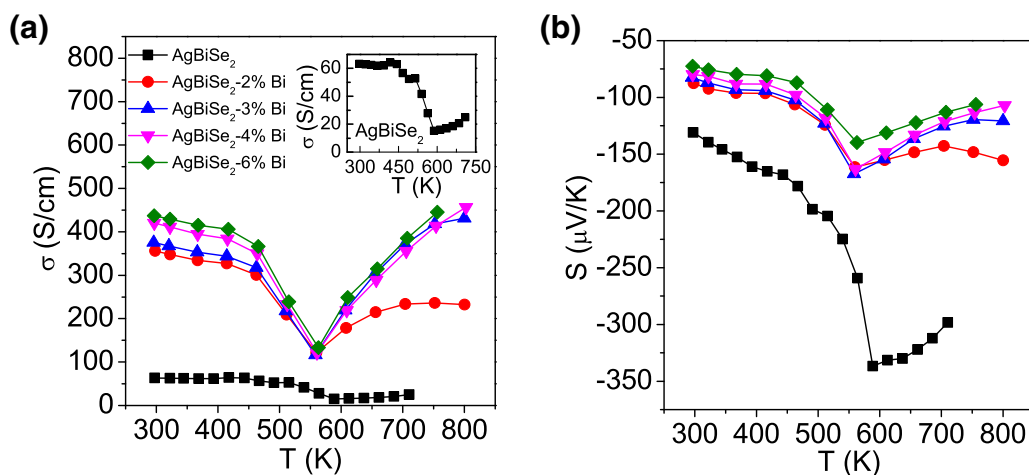 (a)
σ (S/cm)
800
700
600
500
400
300
200
100
0
AgBiSe2
AgBiSe2-2% Bi
AgBiSe2-3% Bi
AgBiSe2-4% Bi
AgBiSe2-6% Bi
σ (S/cm)
60
40
20
0
AgBiSe2
300 450 600 750
T (K)
300 400 500 600 700 800
T (K)
(b)
S (μV/K)
-50
-100
-150
-200
-250
-300
-350
300 400 500 600 700 800
T (K)